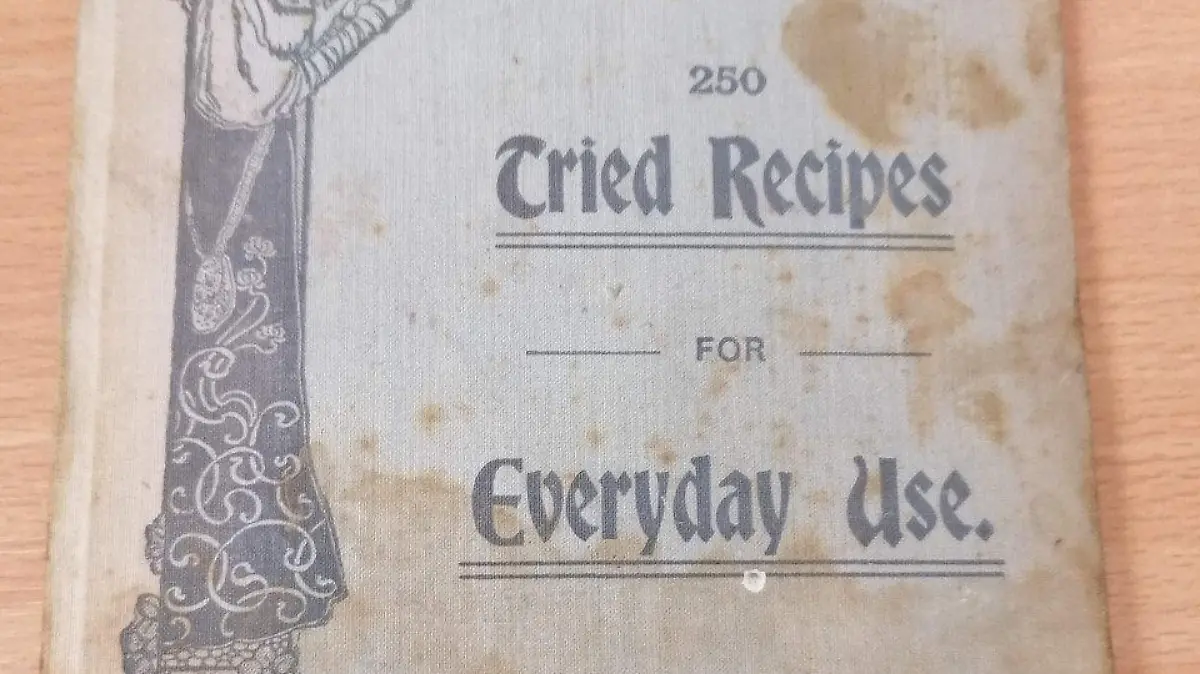 250
Tried Recipes
FOR
Everyday Use.